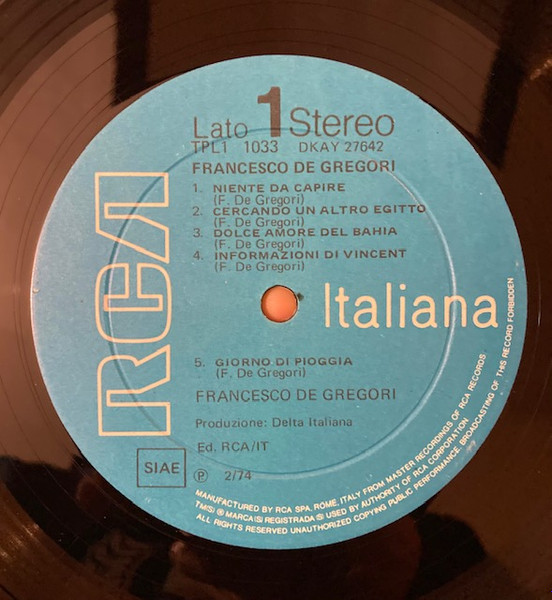 Lato 1 Stereo
TPL1 1033 DKAY 27642
FRANCESCO DE GREGORI
1. NIENTE DA CAPIRE
(F. De Gregori)
2. CERCANDO UN ALTRO EGITTO
(F. De Gregori)
3. DOLCE AMORE DEL BAHIA
(F. De Gregori)
4. INFORMAZIONI DI VINCENT
(F. De Gregori)
RCA
Italiana
5. GIORNO DI PIOGGIA
(F. De Gregori)
FRANCESCO DE GREGORI
Produzione: Delta Italiana
Ed. RCA/IT
SIAE
Ⓟ 2/74
MANUFACTURED BY RCA SPA, ROME, ITALY FROM MASTER RECORDINGS OF RCA RECORDS
TM(S) ® MARCA(S) REGISTRADA(S) USED BY AUTHORITY OF RCA CORPORATION
ALL RIGHTS RESERVED UNAUTHORIZED COPYING PUBLIC PERFORMANCE, BROADCASTING OF THIS RECORD FORBIDDEN